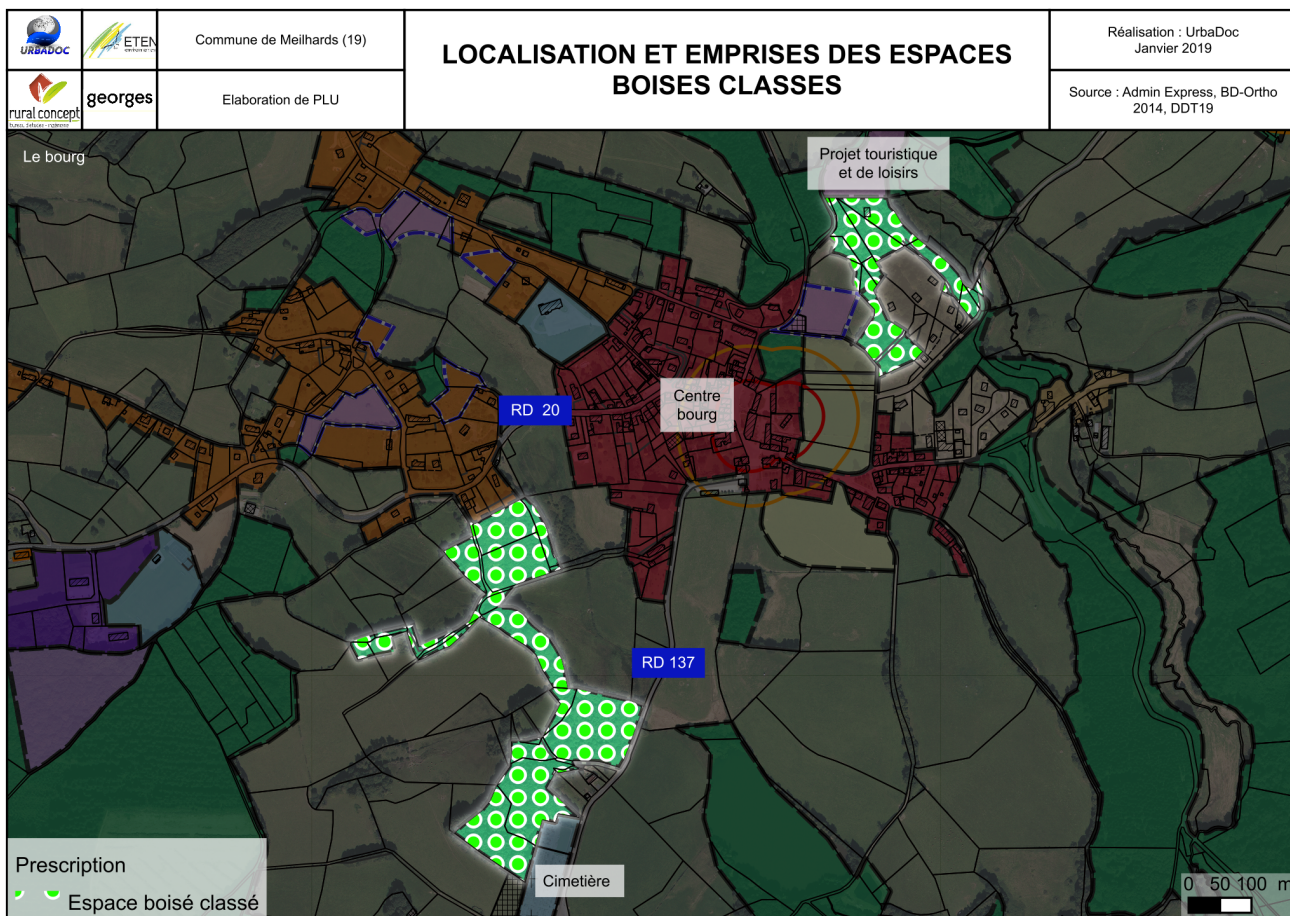 URBADOC
ETEN
Commune de Meilhards (19)
LOCALISATION ET EMPRISES DES ESPACES
BOISES CLASSES
Réalisation : UrbaDoc
Janvier 2019
rural concept
georges
Elaboration de PLU
Source : Admin Express, BD-Ortho
2014, DDT19
Le bourg
Projet touristique
et de loisirs
Centre
bourg
RD 20
RD 137
Cimetière
Prescription
Espace boisé classé
0 50 100 m